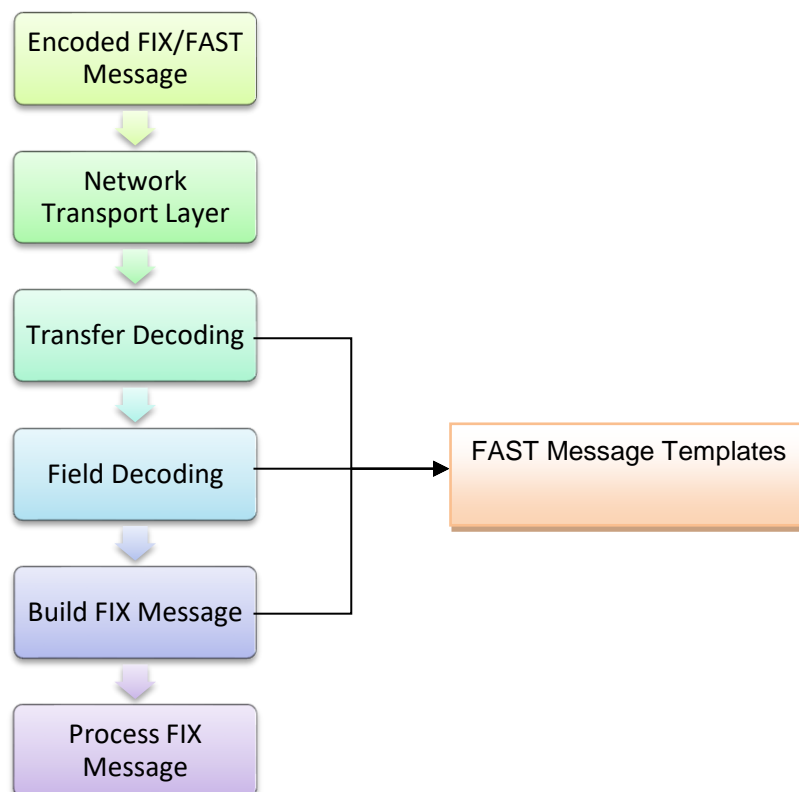 Encoded FIX/FAST
Message
Network
Transport Layer
Transfer Decoding
Field Decoding
FAST Message Templates
Build FIX Message
Process FIX
Message